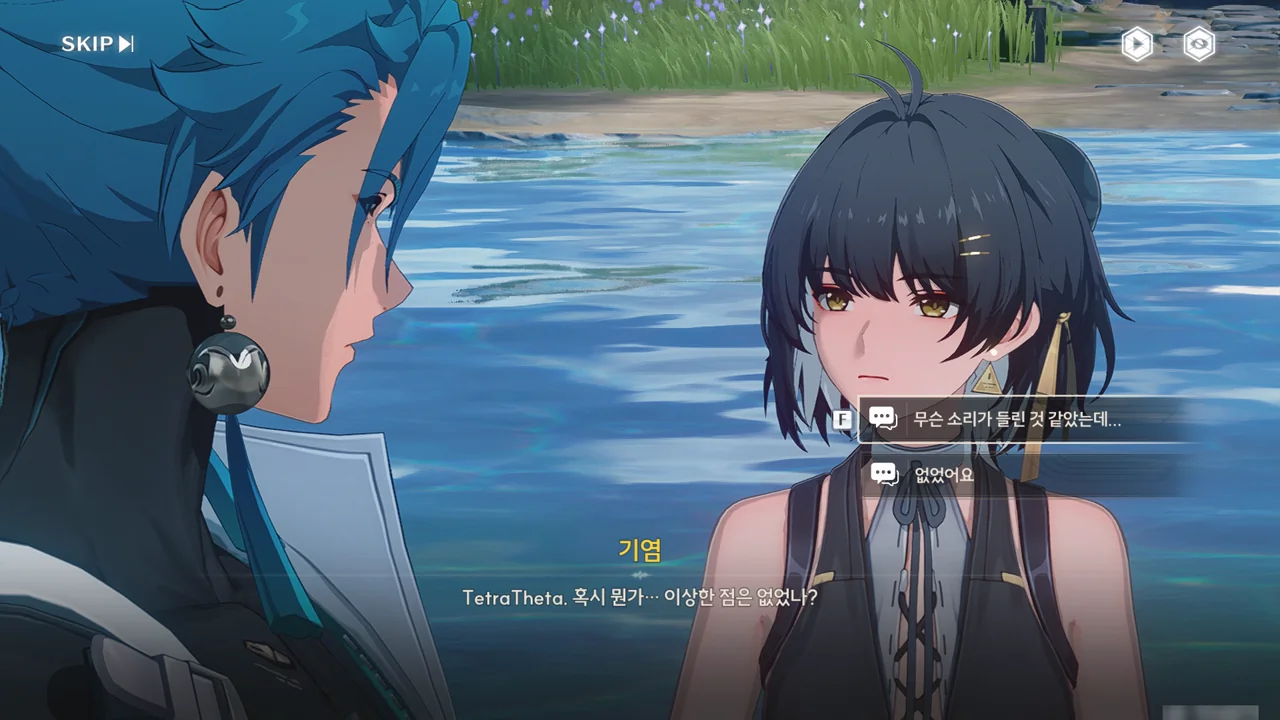 SKIP
F
무슨 소리가 들린 것 같았는데...
없었어요
기염
TetraTheta. 혹시 뭔가… 이상한 점은 없었나?